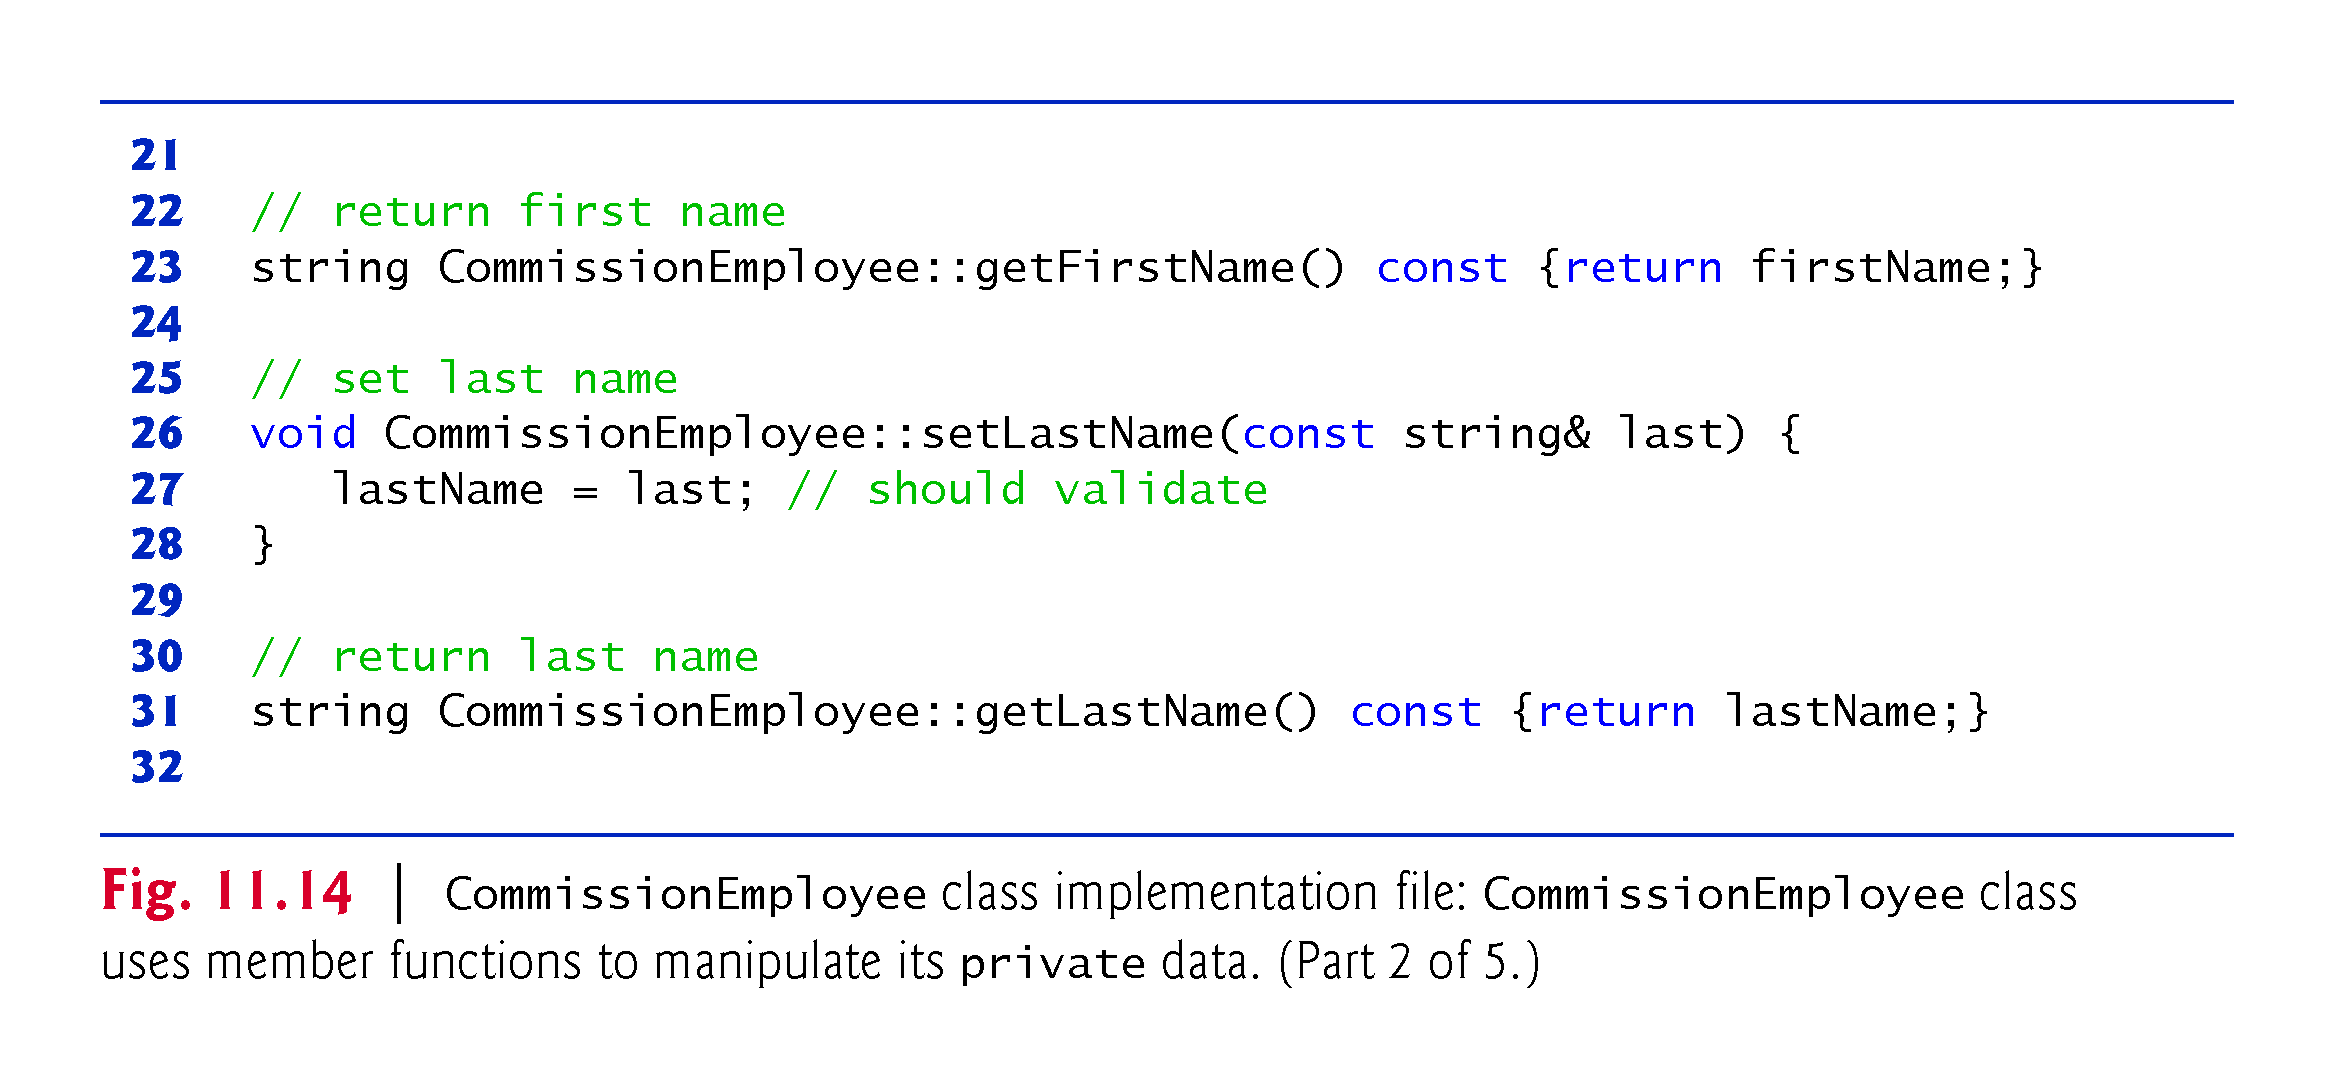 21
22 // return first name
23 string CommissionEmployee::getFirstName() const {return firstName;}
24
25 // set last name
26 void CommissionEmployee::setLastName(const string& last) {
27    lastName = last; // should validate
28 }
29
30 // return last name
31 string CommissionEmployee::getLastName() const {return lastName;}
32
Fig. 11.14 | CommissionEmployee class implementation file: CommissionEmployee class
uses member functions to manipulate its private data. (Part 2 of 5.)